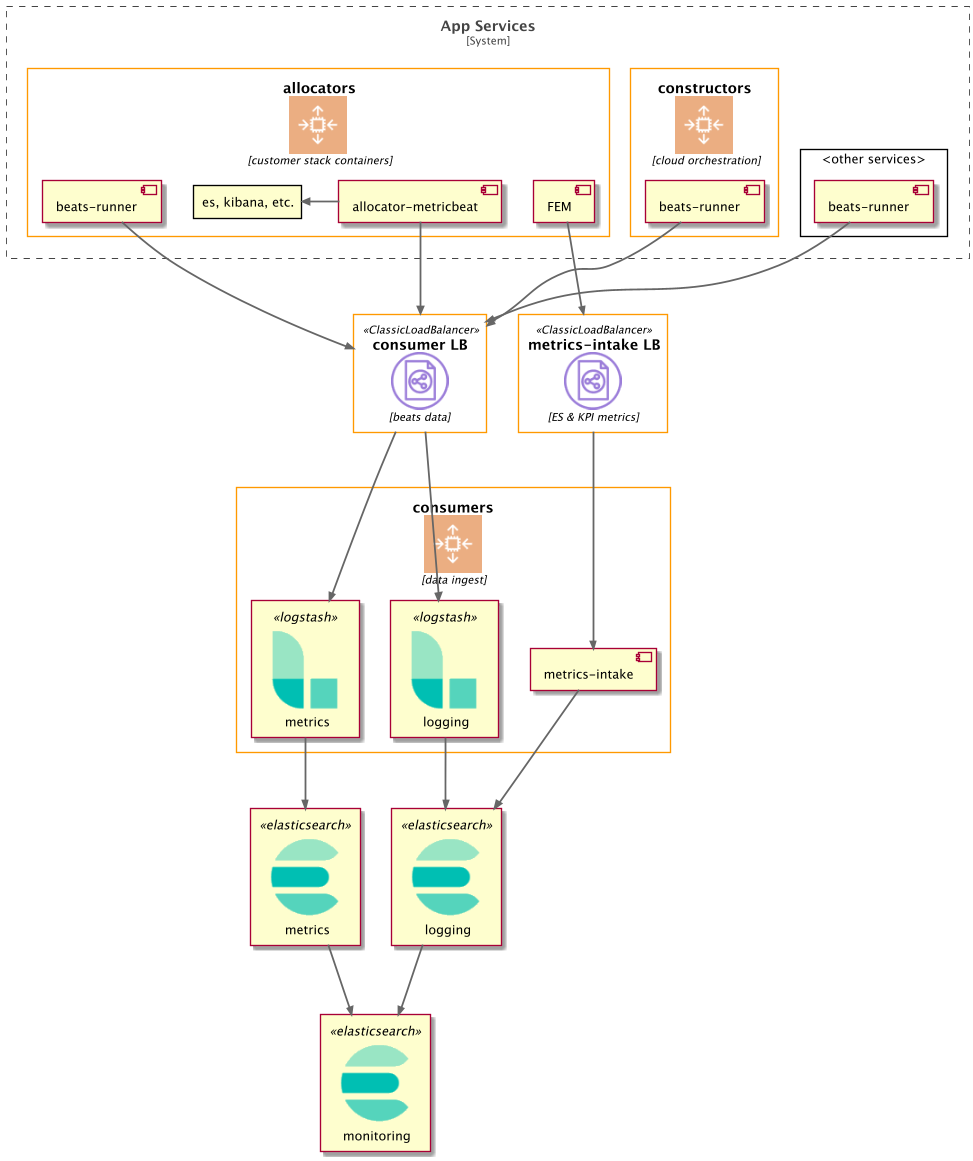 App Services
[System]
allocators
[customer stack containers]
constructors
[cloud orchestration]
<other services>
beats-runner
es, kibana, etc.
allocator-metricbeat
FEM
beats-runner
beats-runner
«ClassicLoadBalancer»
consumer LB
[beats data]
«ClassicLoadBalancer»
metrics-intake LB
[ES & KPI metrics]
consumers
[data ingest]
«logstash»
metrics
«logstash»
logging
metrics-intake
«elasticsearch»
metrics
«elasticsearch»
logging
«elasticsearch»
monitoring